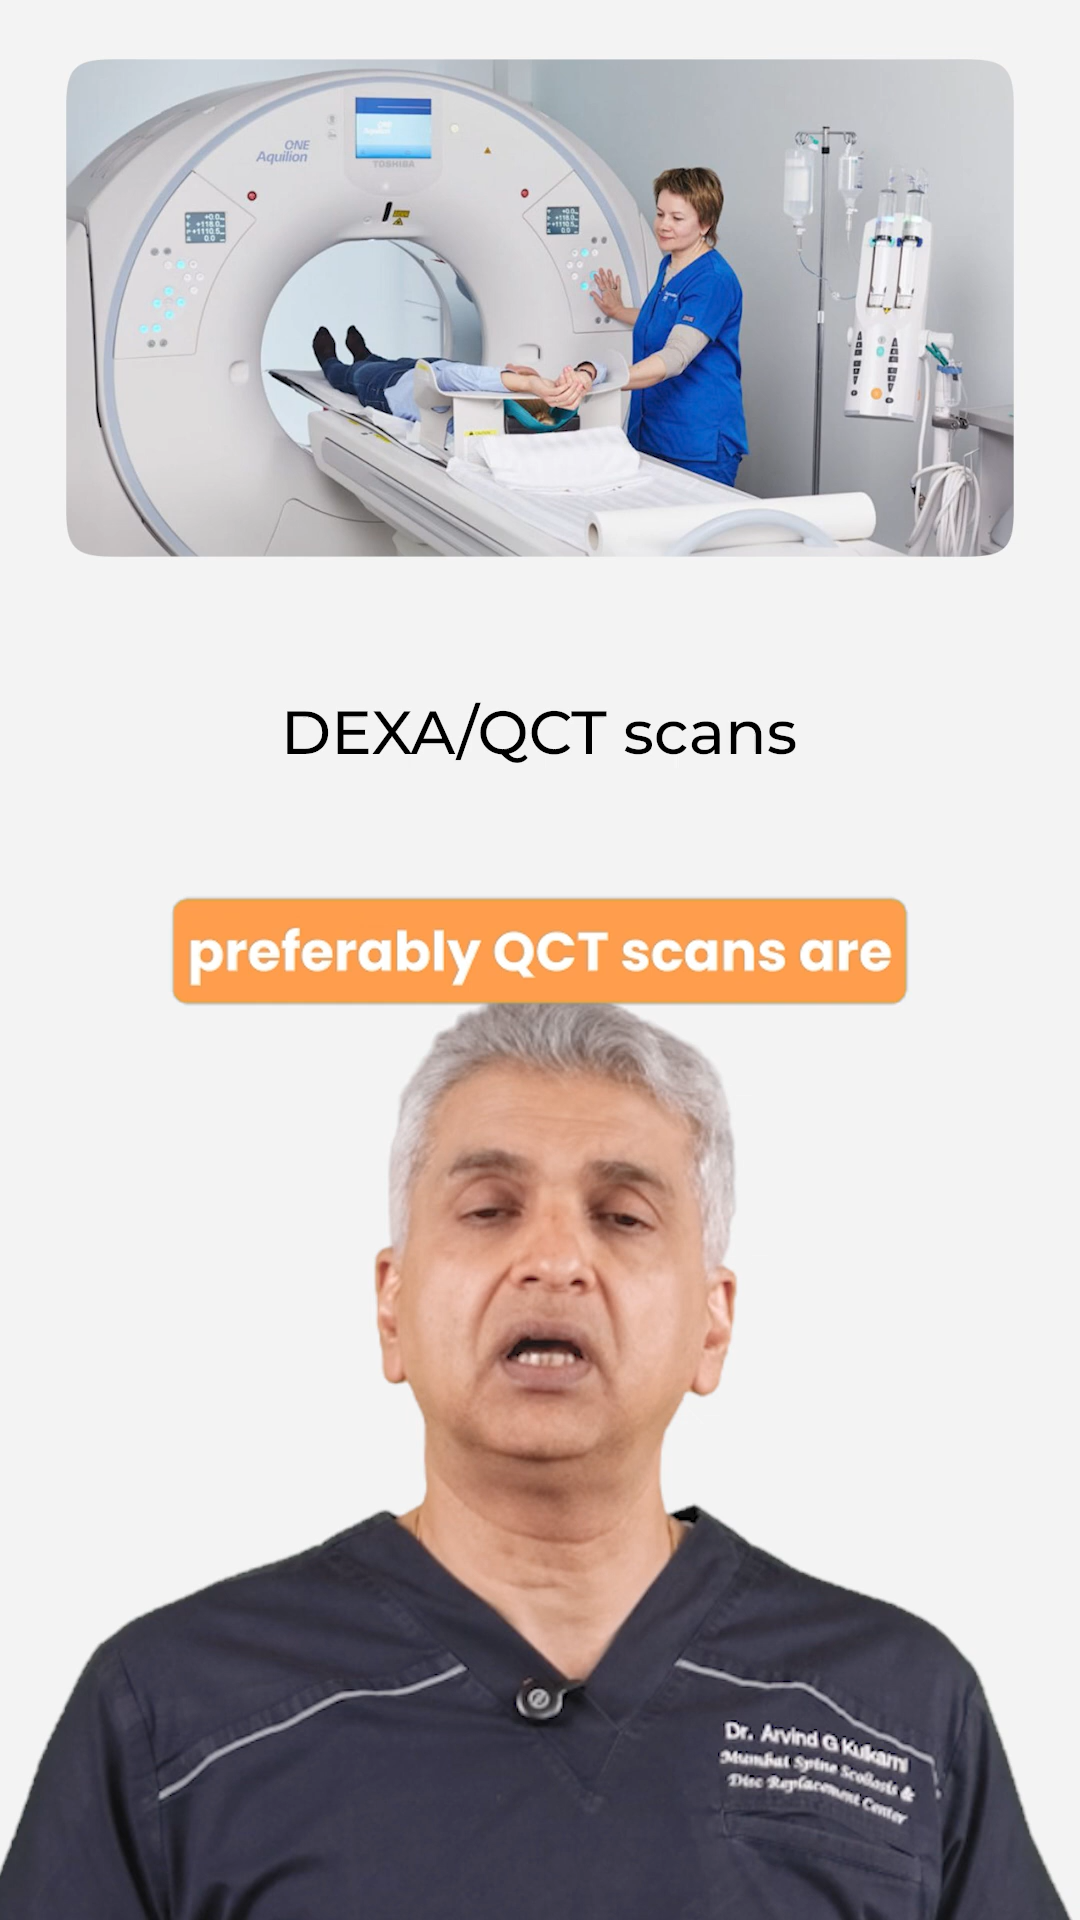 ONE
Aquilion
TOSHIBA
DEXA/QCT scans
preferably QCT scans are
Dr. Arvind G Kulkarni
Mumbai Spine Scoliosis &
Disc Replacement Center